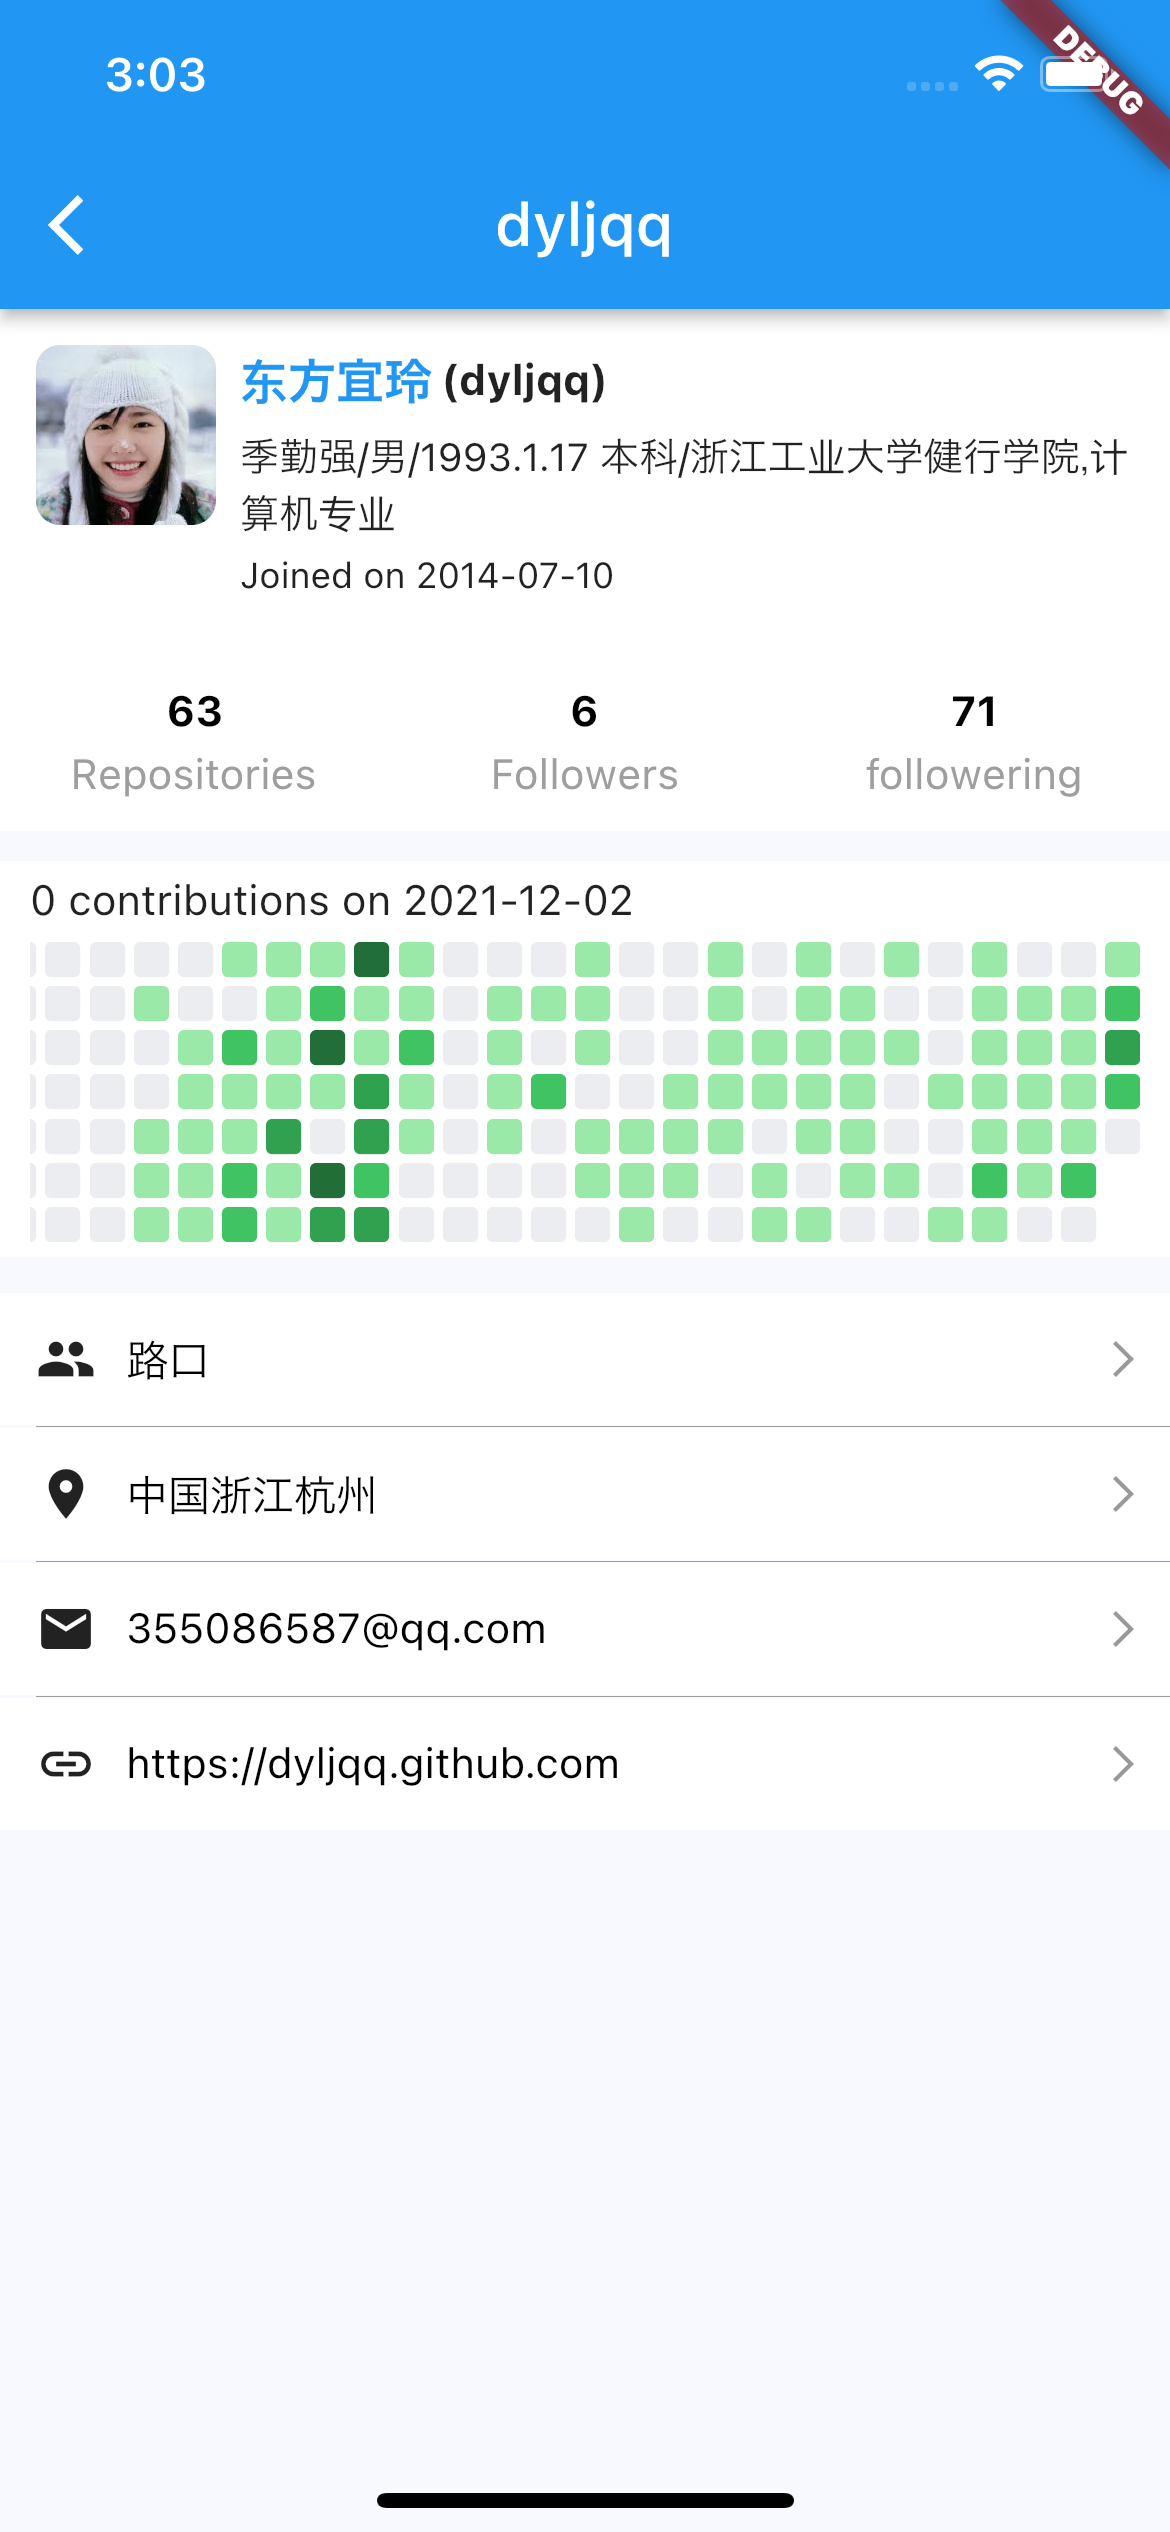 3:03
DEBUG
dyljqq
东方宜玲 (dyljqq)
季勤强/男/1993.1.17 本科/浙江工业大学健行学院,计
算机专业
Joined on 2014-07-10
63
Repositories
6
Followers
71
followering
0 contributions on 2021-12-02
路口
中国浙江杭州
355086587@qq.com
https://dyljqq.github.com